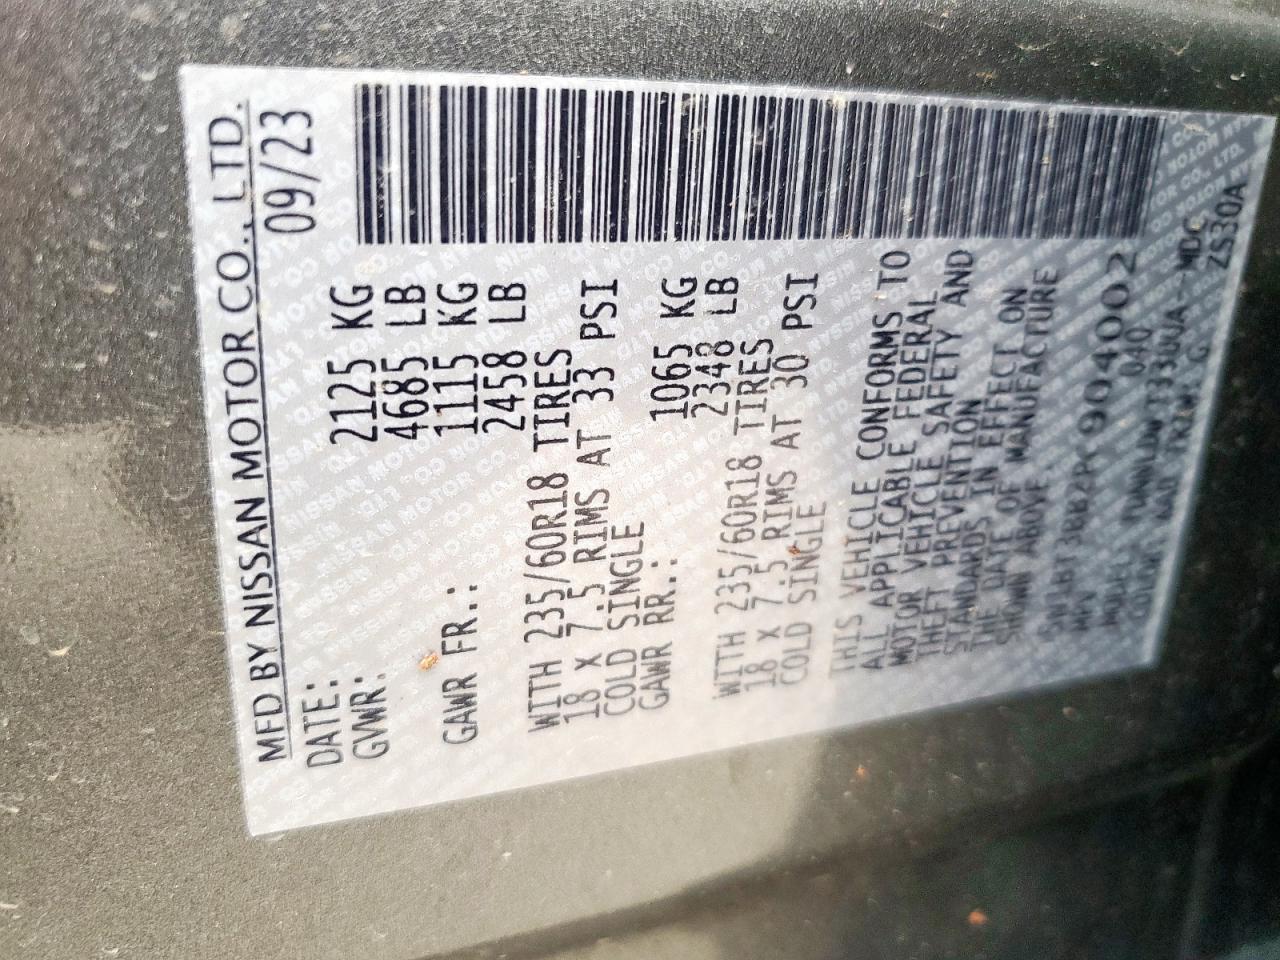 MFD BY NISSAN MOTOR CO., LTD.
DATE: 09/23
GVWR: 2125 KG
4685 LB
GAWR FR.: 1115 KG
2458 LB
WITH 235/60R18 TIRES
18 X 7.5 RIMS AT 33 PSI
COLD SINGLE
GAWR RR.: 1065 KG
2348 LB
WITH 235/60R18 TIRES
18 X 7.5 RIMS AT 30 PSI
COLD SINGLE
THIS VEHICLE CONFORMS TO
ALL APPLICABLE FEDERAL
MOTOR VEHICLE SAFETY AND
THEFT PREVENTION
STANDARDS IN EFFECT ON
THE DATE OF MANUFACTURE
SHOWN ABOVE
MPV 040
MODEL
COLOR: TRIM: G ZS30A